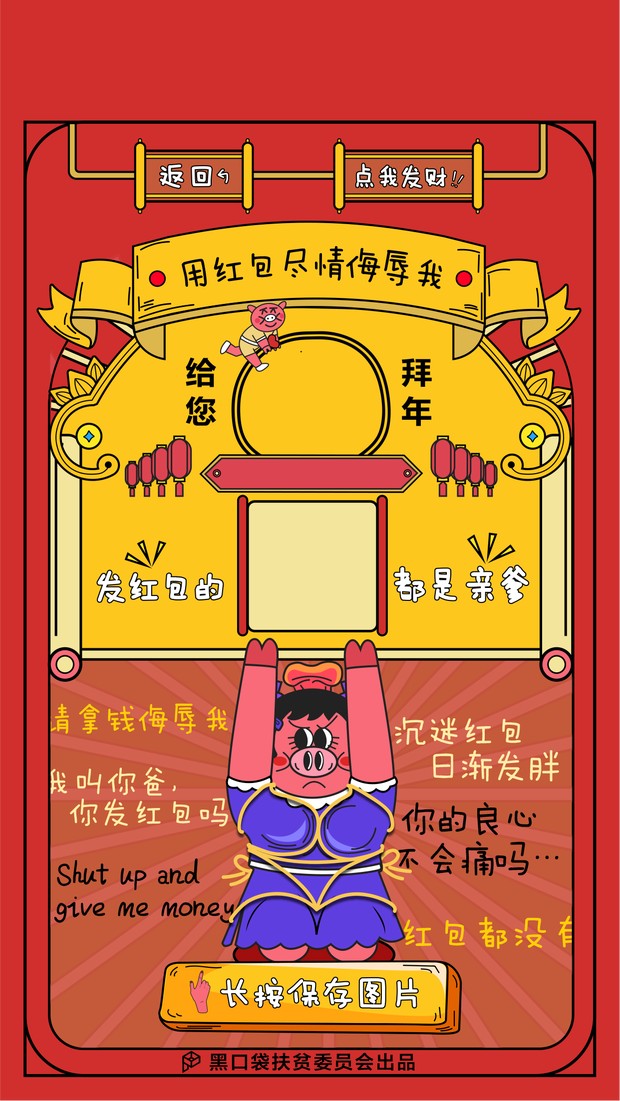 返回
点我发财!!
用红包尽情侮辱我
给您
拜年
发红包的
都是亲爹
请拿钱侮辱我
沉迷红包
日渐发胖
我叫你爸，
你发红包吗
你的良心
不会痛吗…
Shut up and
give me money
红包都没有
长按保存图片
黑口袋扶贫委员会出品